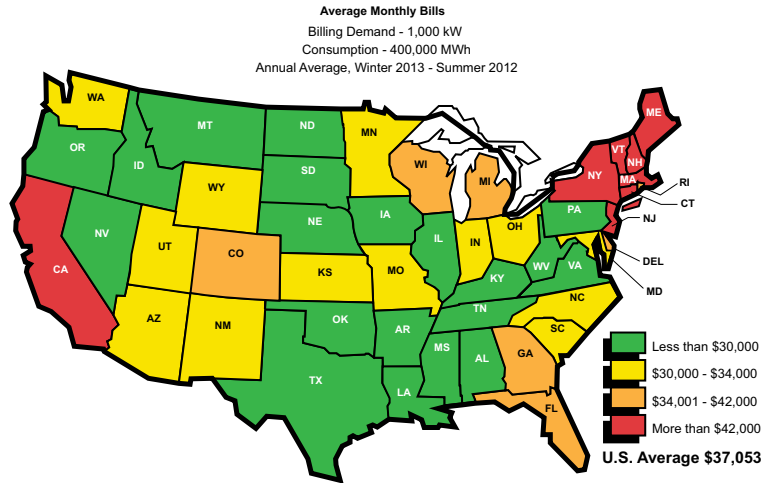 Average Monthly Bills
Billing Demand - 1,000 kW
Consumption - 400,000 MWh
Annual Average, Winter 2013 - Summer 2012
WA
OR
ID
MT
ND
MN
SD
WY
NE
IA
WI
MI
NV
UT
CO
KS
MO
IL
IN
OH
CA
AZ
NM
OK
AR
TX
LA
MS
AL
GA
FL
TN
KY
WV
VA
NC
SC
PA
NY
VT
NH
ME
MA
RI
CT
NJ
DEL
MD
Less than $30,000
$30,000 - $34,000
$34,001 - $42,000
More than $42,000
U.S. Average $37,053